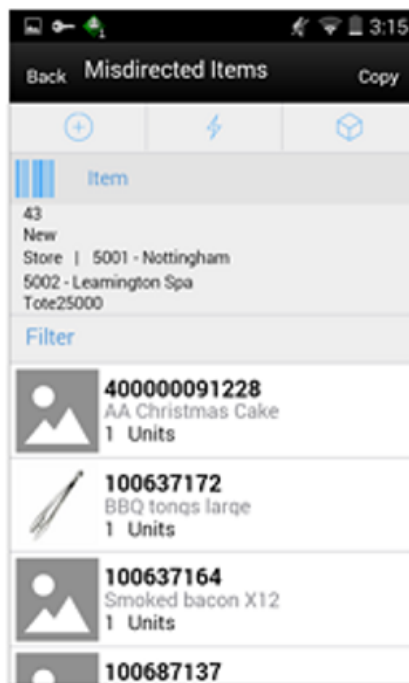 3:15
Back Misdirected Items Copy
Item
43
New
Store | 5001 - Nottingham
5002 - Leamington Spa
Tote25000
Filter
400000091228
AA Christmas Cake
1 Units
100637172
BBQ tongs large
1 Units
100637164
Smoked bacon X12
1 Units
100687137